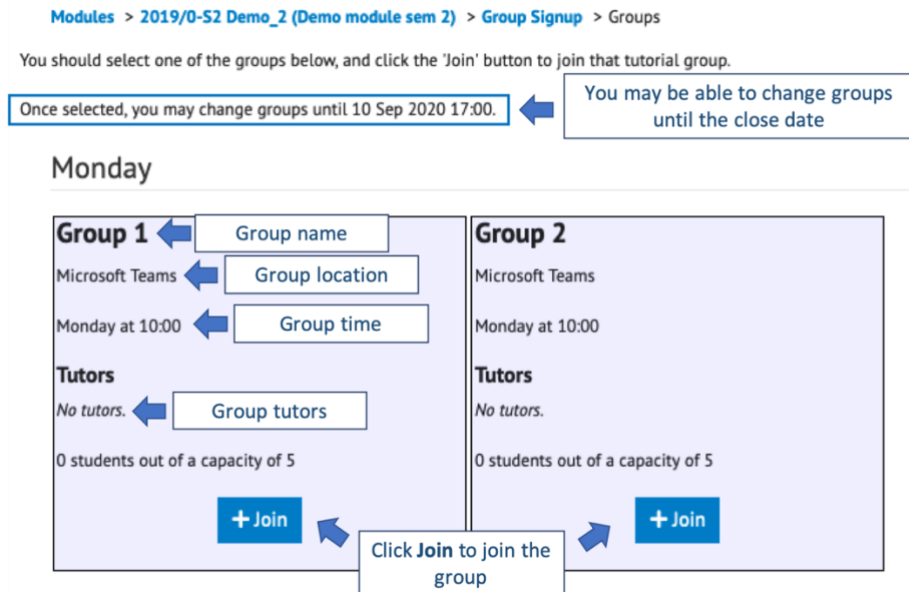 Modules > 2019/0-S2 Demo_2 (Demo module sem 2) > Group Signup > Groups
You should select one of the groups below, and click the 'Join' button to join that tutorial group.
Once selected, you may change groups until 10 Sep 2020 17:00.
You may be able to change groups
until the close date
Monday
Group 1
Group name
Microsoft Teams
Group location
Monday at 10:00
Group time
Tutors
No tutors.
Group tutors
0 students out of a capacity of 5
+ Join
Group 2
Microsoft Teams
Monday at 10:00
Tutors
No tutors.
0 students out of a capacity of 5
+ Join
Click Join to join the
group